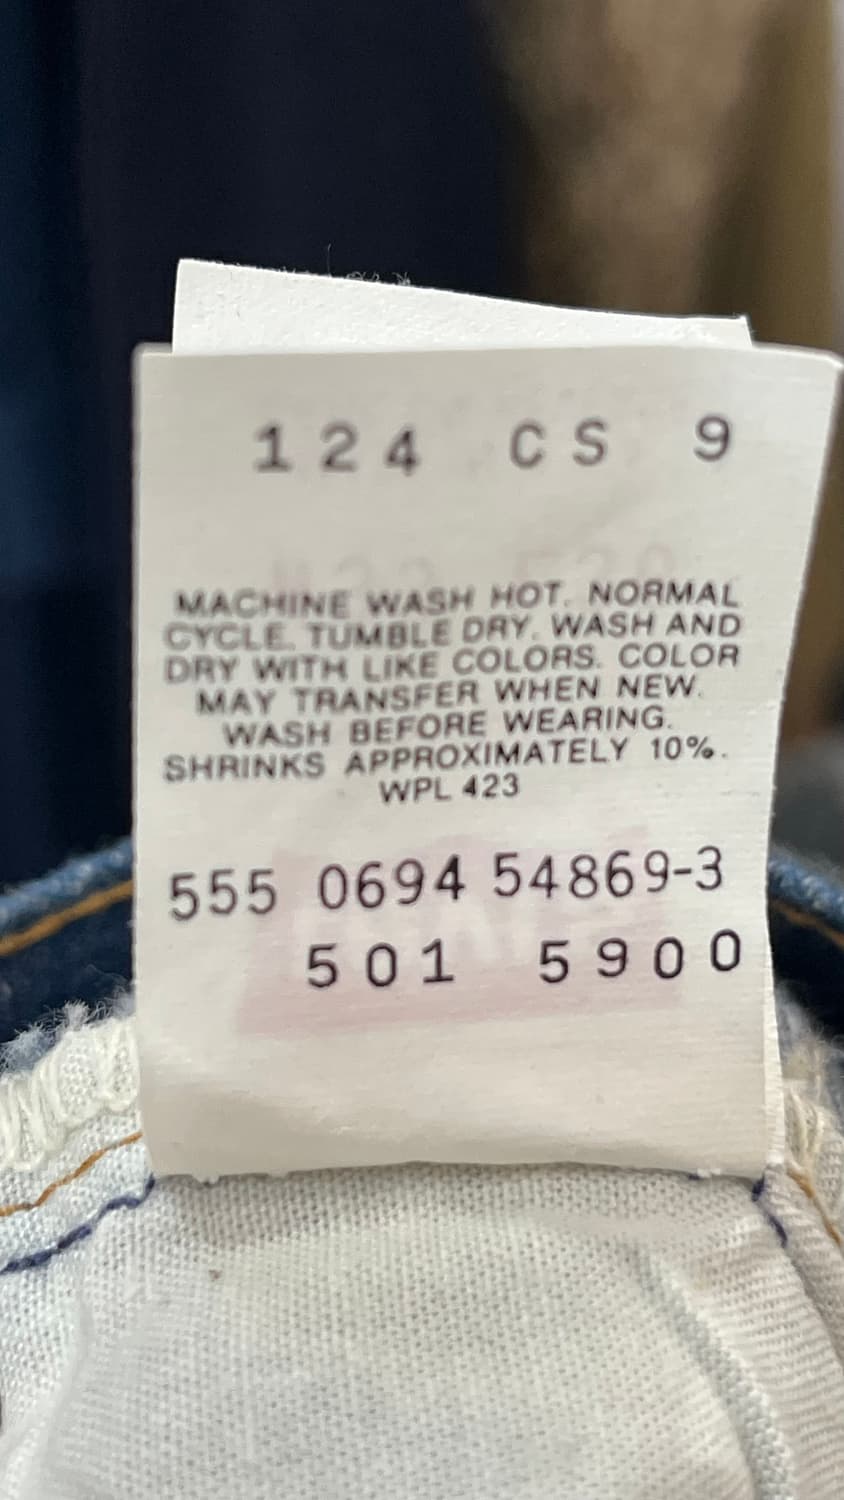 124 CS 9
MACHINE WASH HOT. NORMAL
CYCLE. TUMBLE DRY. WASH AND
DRY WITH LIKE COLORS. COLOR
MAY TRANSFER WHEN NEW.
WASH BEFORE WEARING.
SHRINKS APPROXIMATELY 10%.
WPL 423
555 0694 54869-3
501 5900